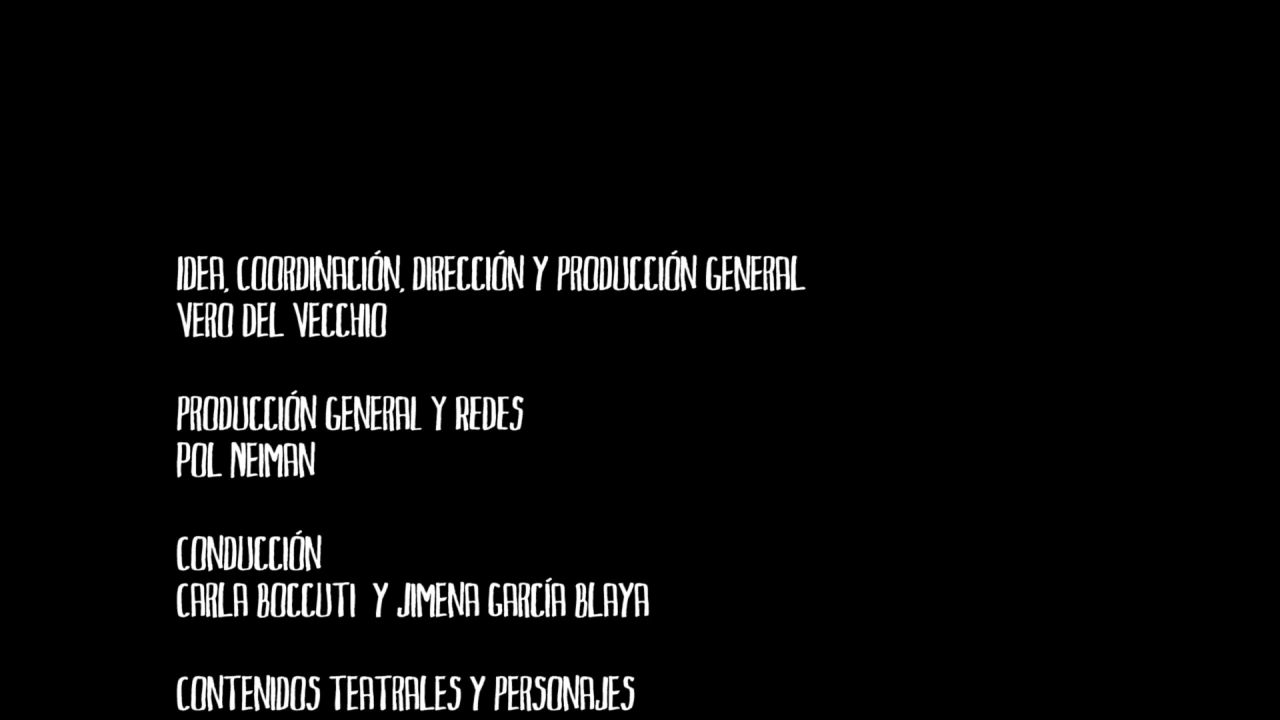 IDEA, COORDINACIÓN, DIRECCIÓN Y PRODUCCIÓN GENERAL
VERO DEL VECCHIO
PRODUCCIÓN GENERAL Y REDES
POL NEIMAN
CONDUCCIÓN
CARLA BOCCUTI Y JIMENA GARCÍA BLAYA
CONTENIDOS TEATRALES Y PERSONAJES